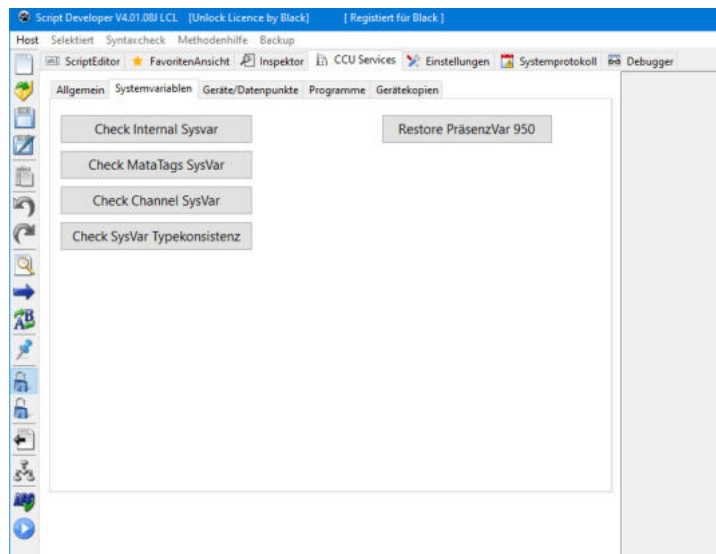 Script Developer V4.01.08J LCL [Unlock Licence by Black] [ Registiert für Black ]
Host Selektiert Syntaxcheck Methodenhilfe Backup
ScriptEditor FavoritenAnsicht Inspektor CCU Services Einstellungen Systemprotokoll Debugger
Allgemein Systemvariablen Geräte/Datenpunkte Programme Gerätekopien
Check Internal Sysvar Restore PräsenzVar 950
Check MataTags SysVar
Check Channel SysVar
Check SysVar Typekonsistenz